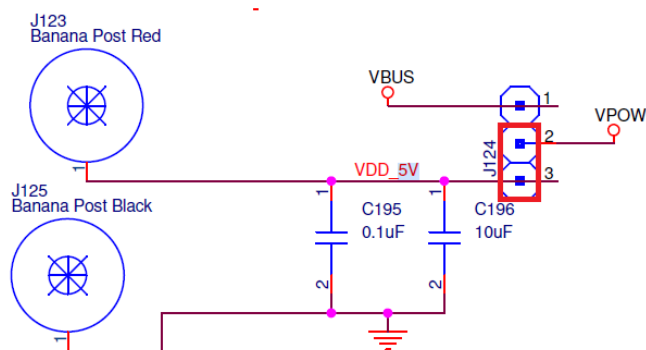 J123
Banana Post Red
VBUS
1
VPOW
2
J124
1
VDD_5V
3
J125
Banana Post Black
1
C195
0.1uF
1
C196
10uF
2
2
1